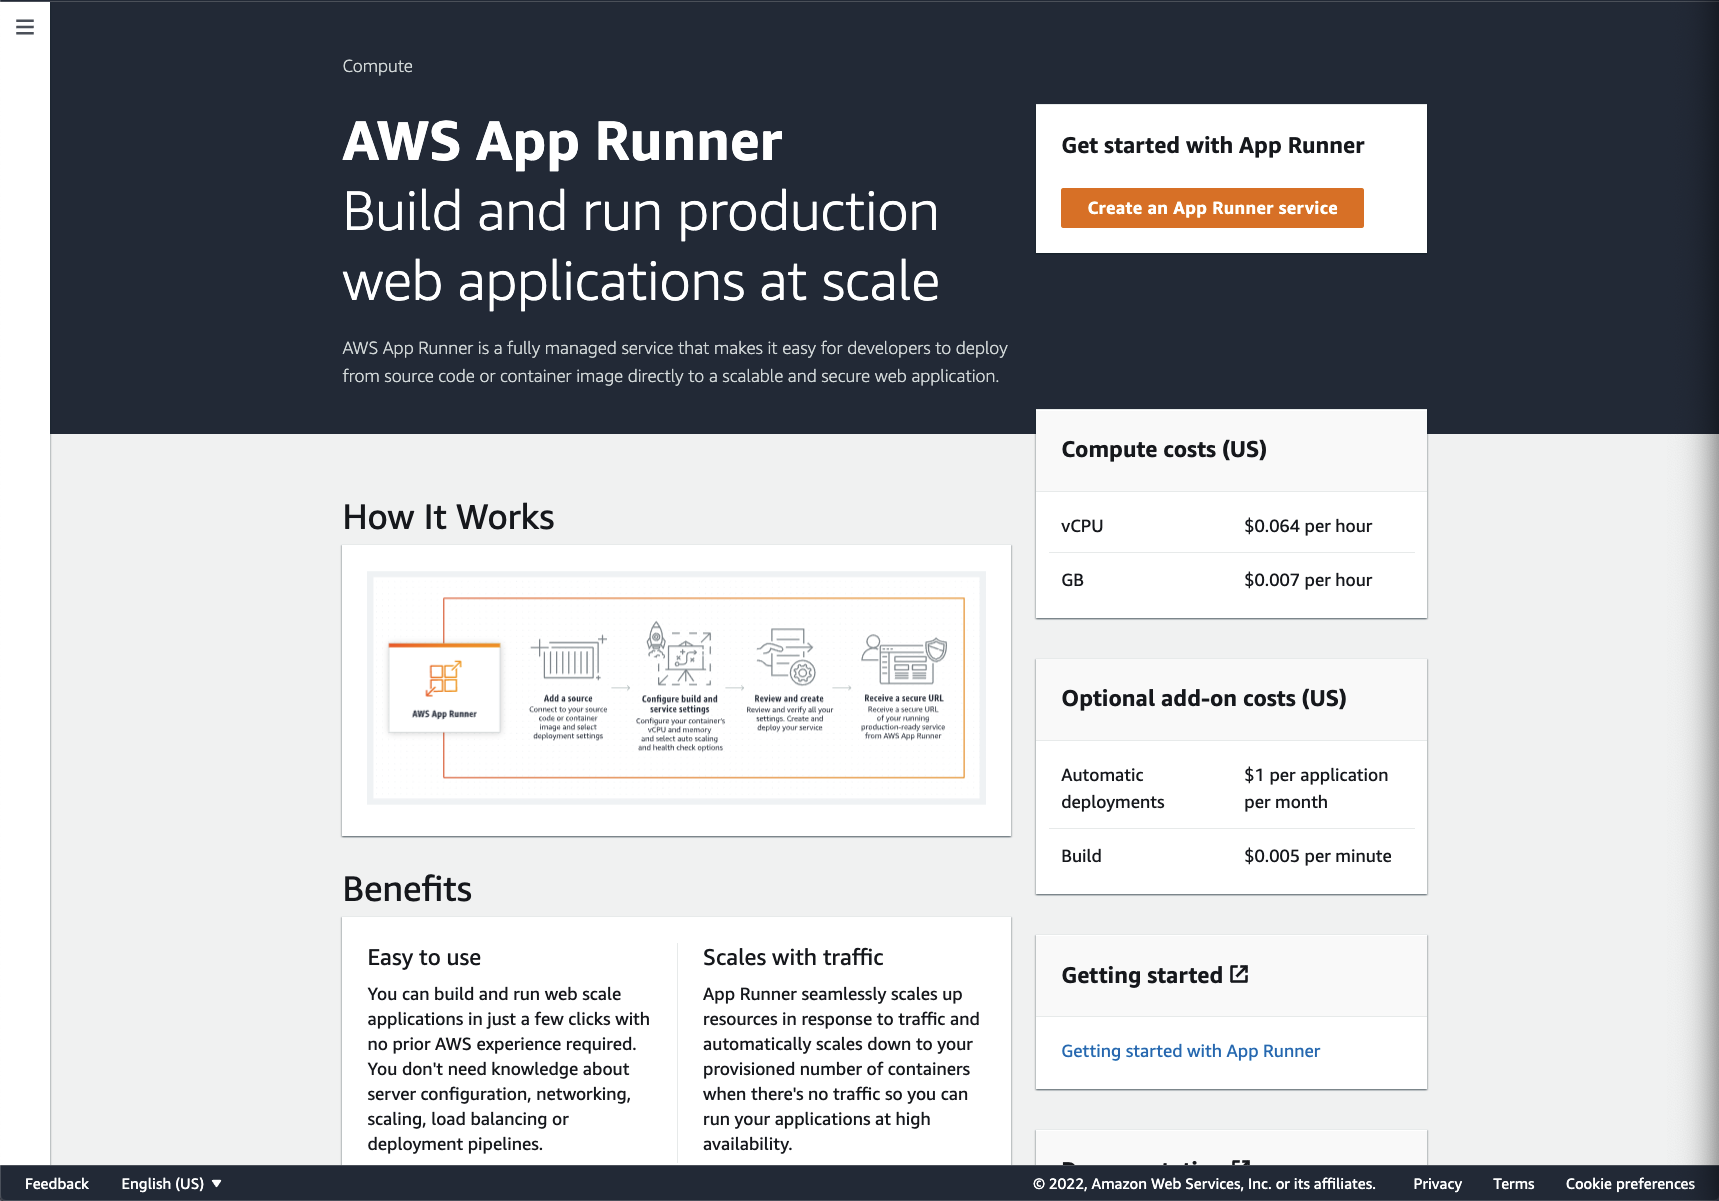 Compute
AWS App Runner
Build and run production
web applications at scale
AWS App Runner is a fully managed service that makes it easy for developers to deploy
from source code or container image directly to a scalable and secure web application.
Get started with App Runner
Create an App Runner service
Compute costs (US)
vCPU $0.064 per hour
GB $0.007 per hour
How It Works
AWS App Runner
Add a source
Connect to your source
code or container
image and select
deployment settings
Configure build and
service settings
Configure your container's
vCPU and memory
and select auto scaling
and health check options
Review and create
Review and verify all your
settings. Create and
deploy your service
Receive a secure URL
Receive a secure URL
of your running
production-ready service
from AWS App Runner
Optional add-on costs (US)
Automatic
deployments
$1 per application
per month
Build $0.005 per minute
Benefits
Easy to use
You can build and run web scale
applications in just a few clicks with
no prior AWS experience required.
You don't need knowledge about
server configuration, networking,
scaling, load balancing or
deployment pipelines.
Scales with traffic
App Runner seamlessly scales up
resources in response to traffic and
automatically scales down to your
provisioned number of containers
when there's no traffic so you can
run your applications at high
availability.
Getting started
Getting started with App Runner
Feedback English (US) © 2022, Amazon Web Services, Inc. or its affiliates. Privacy Terms Cookie preferences